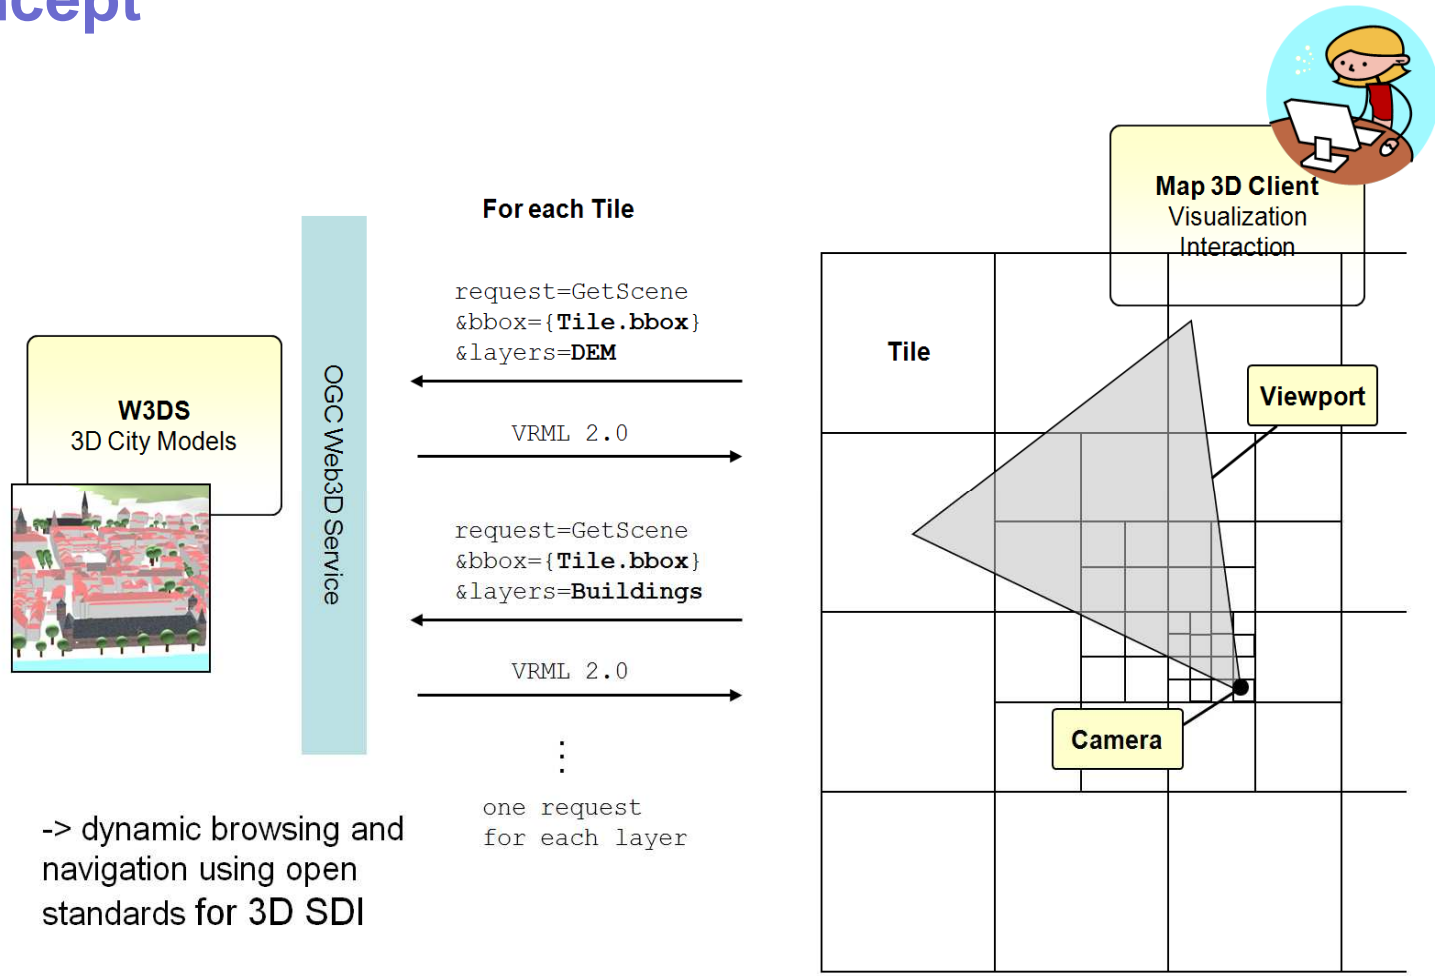 For each Tile
request=GetScene
&bbox={Tile.bbox}
&layers=DEM
VRML 2.0
request=GetScene
&bbox={Tile.bbox}
&layers=Buildings
VRML 2.0
⋮
one request
for each layer
W3DS
3D City Models
OGC Web3D Service
-> dynamic browsing and
navigation using open
standards for 3D SDI
Map 3D Client
Visualization
Interaction
Tile
Viewport
Camera